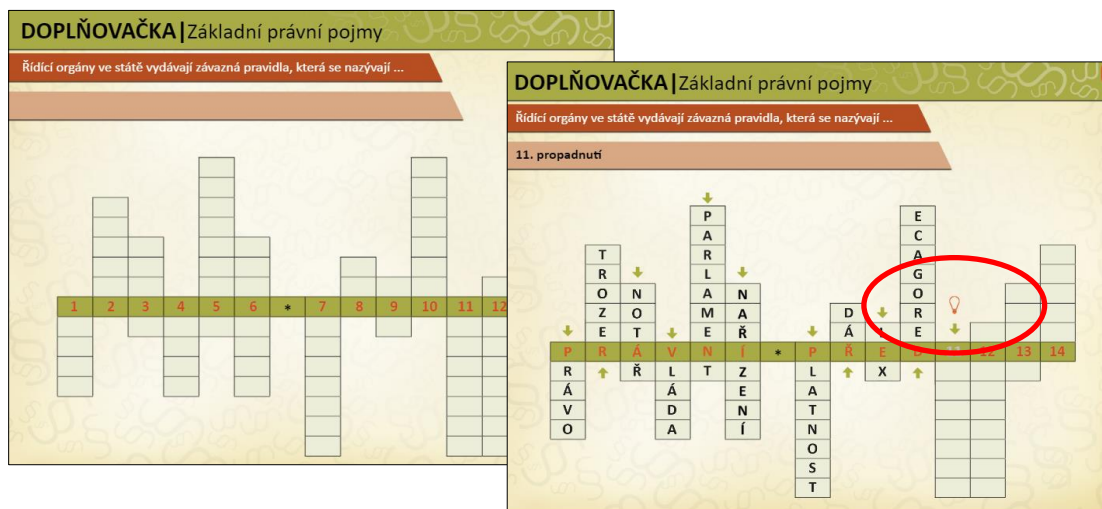 DOPLŇOVAČKA|Základní právní pojmy
Řídící orgány ve státě vydávají závazná pravidla, která se nazývají ...
1 2 3 4 5 6 * 7 8 9 10 11 12
DOPLŇOVAČKA|Základní právní pojmy
Řídící orgány ve státě vydávají závazná pravidla, která se nazývají ...
11. propadnutí
P E
A C
T R A
R L G
O N A N O
Z O M A D R
E T E Ř Á L E
P R Á V N Í * P Ř E D 11 12 13 14
R Ř L T Z L X
Á Á E A
V D N T
O A Í N
O
S
T